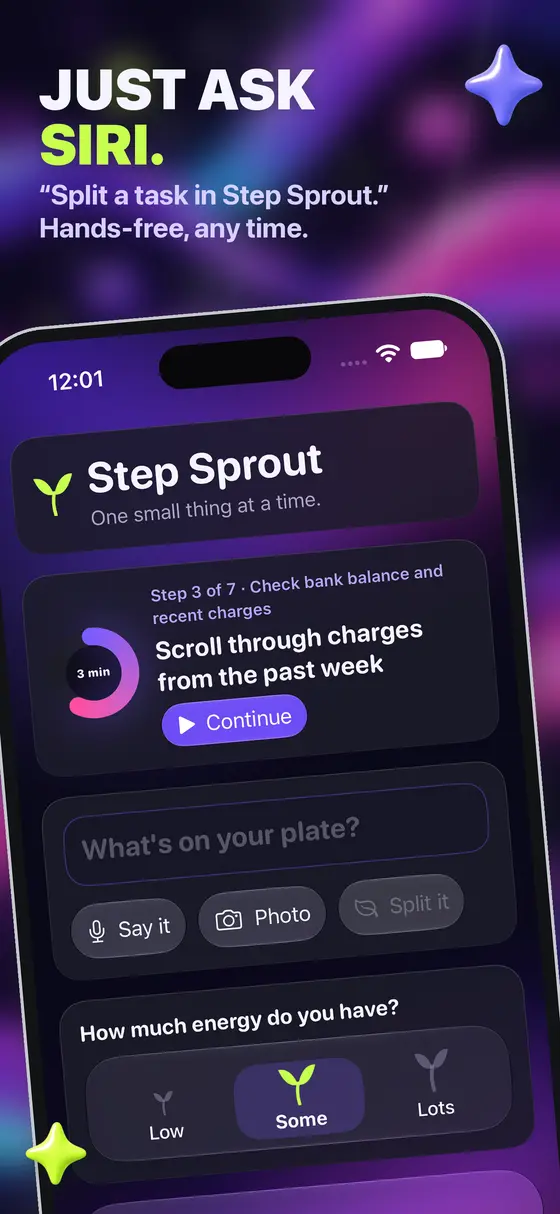 JUST ASK
SIRI.
“Split a task in Step Sprout.”
Hands-free, any time.
12:01
Step Sprout
One small thing at a time.
Step 3 of 7 · Check bank balance and
recent charges
3 min
Scroll through charges
from the past week
Continue
What's on your plate?
Say it
Photo
Split it
How much energy do you have?
Low
Some
Lots